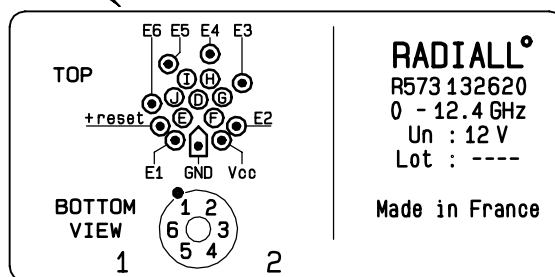 E6 E5 E4 E3
TOP
I H
J D G
E F
+reset E2
E1 GND Vcc
BOTTOM
VIEW
1 2
6 3
5 4
1 2
RADIALL°
R573 132620
0 - 12.4 GHz
Un : 12 V
Lot : ----
Made in France